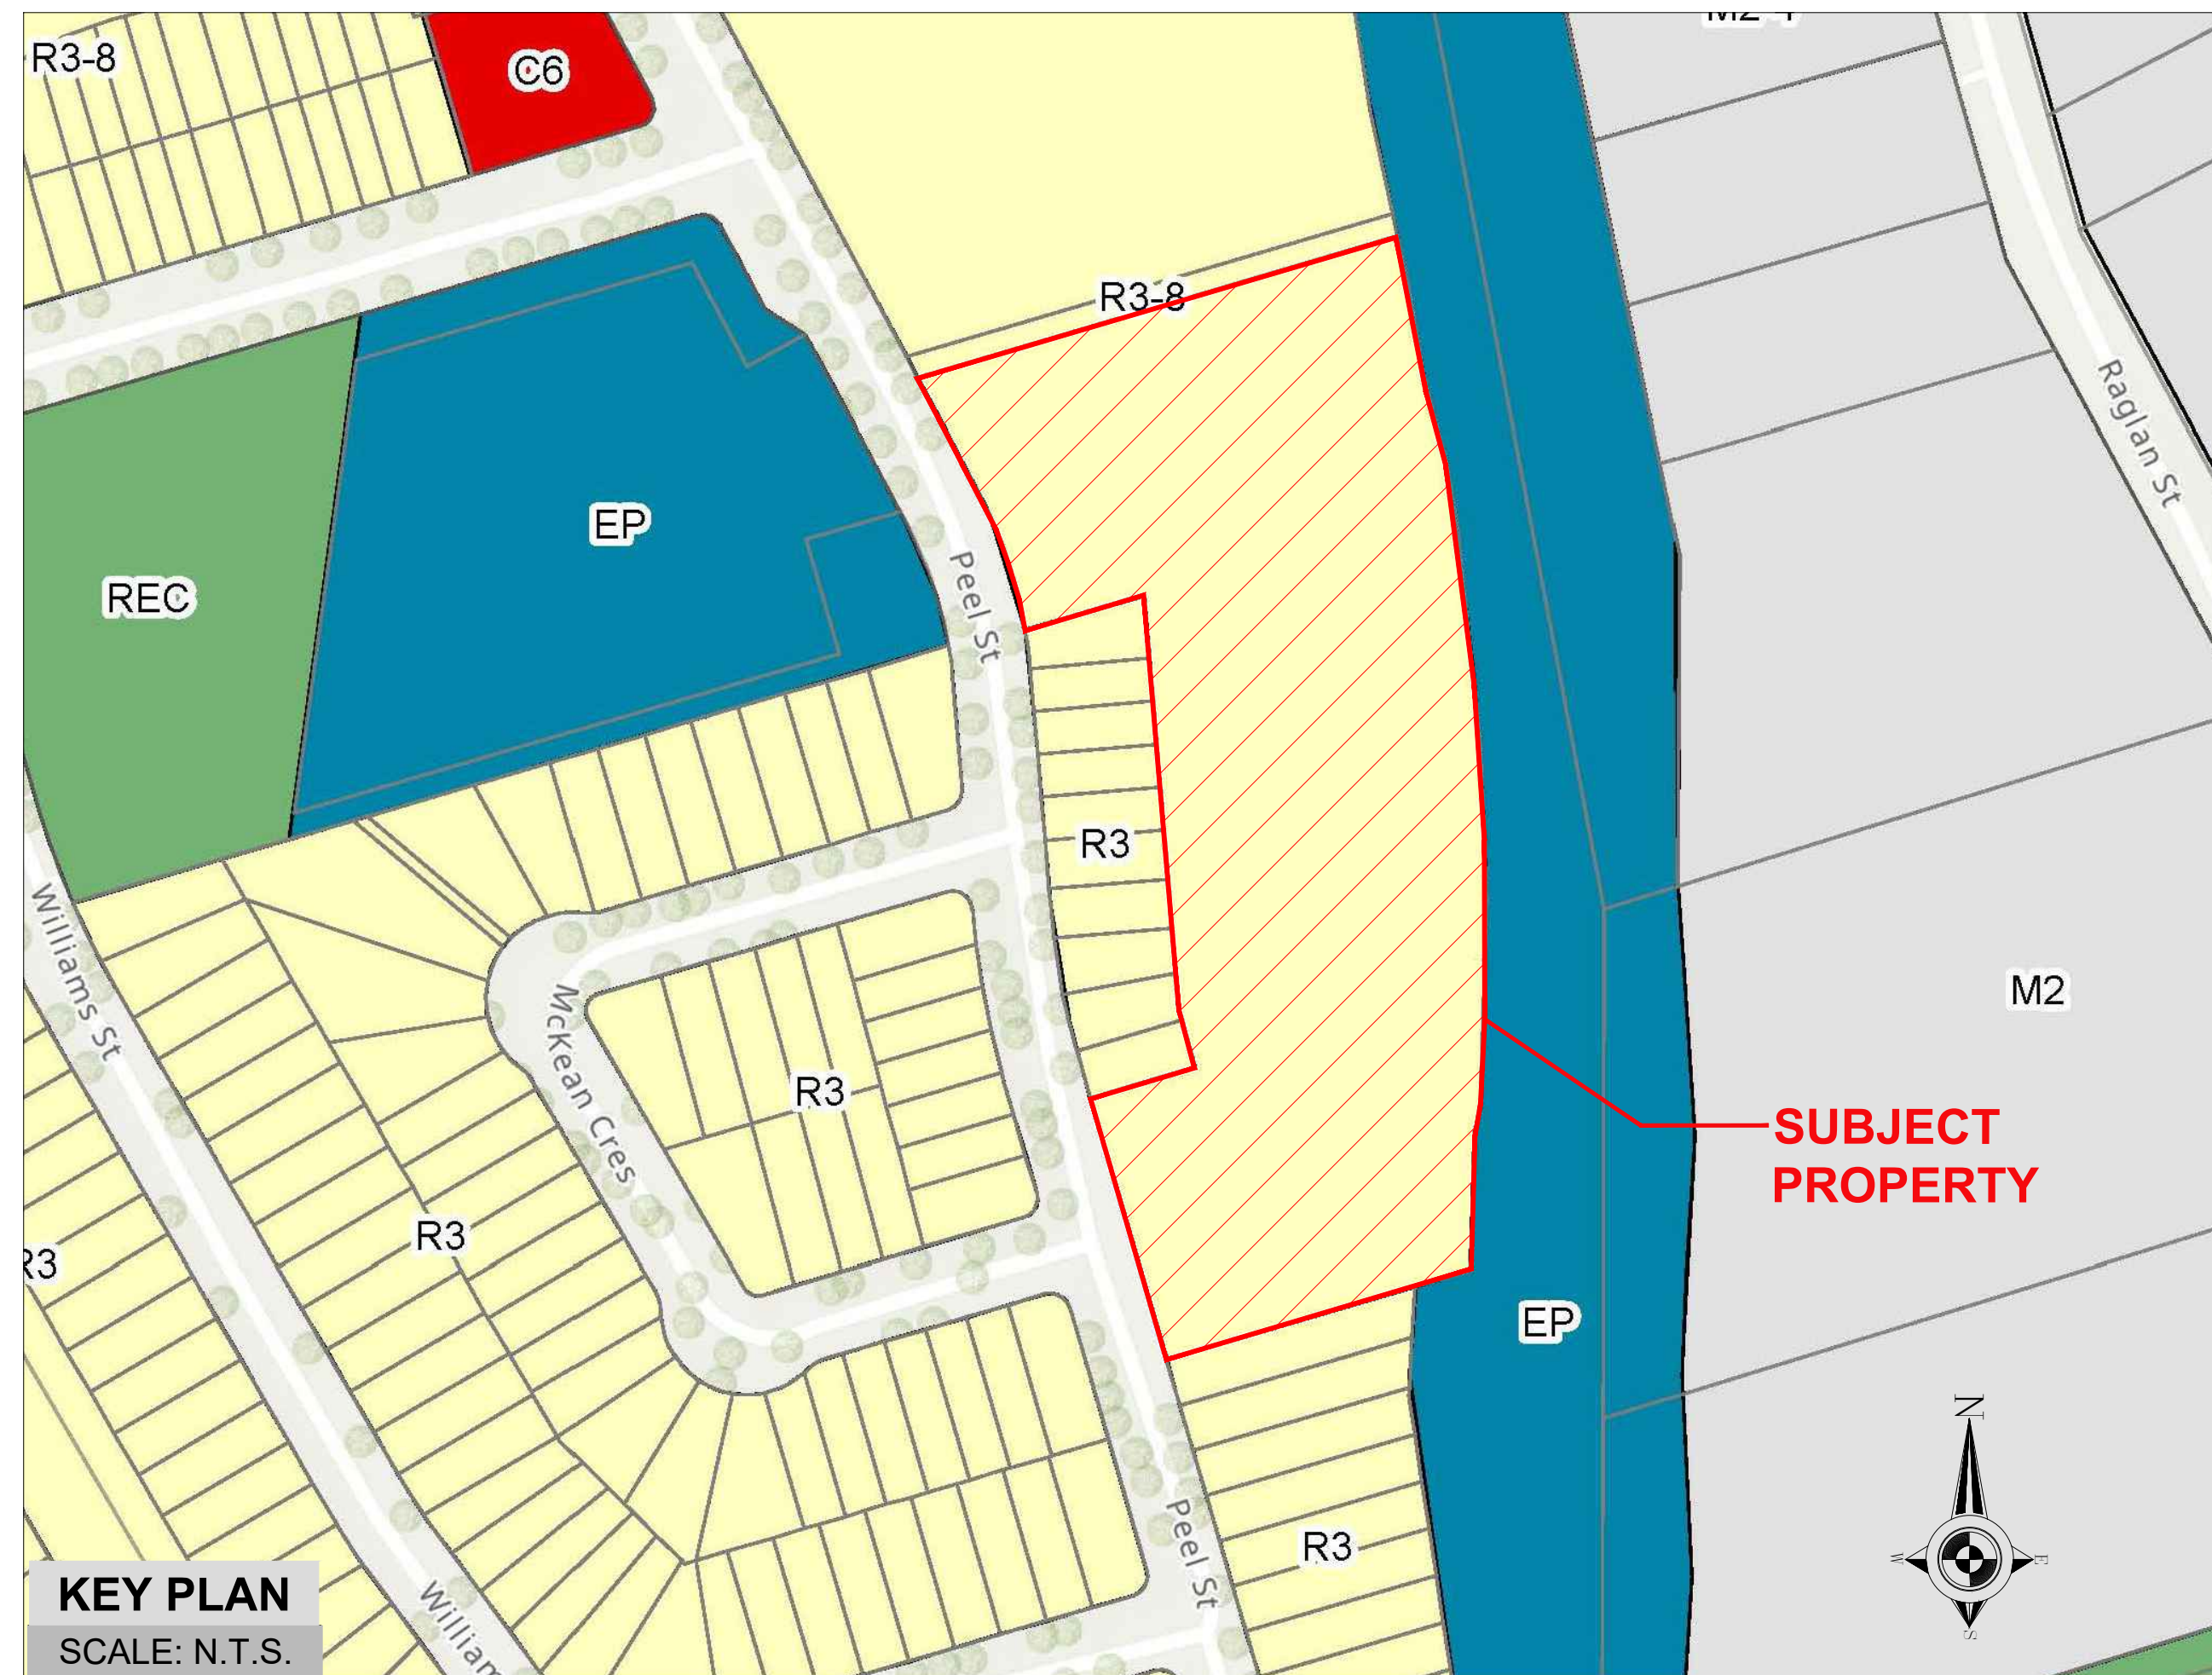 R3-8
C6
R3-8
Raglan St
EP
Peel St
REC
R3
Williams St
McKean Cres
M2
R3
SUBJECT
PROPERTY
R3
R3
EP
N
W
E
S
Peel St
R3
KEY PLAN
SCALE: N.T.S.